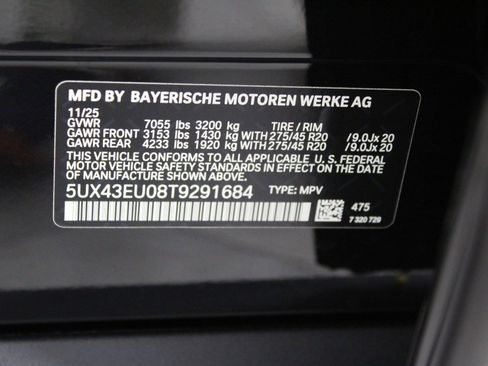 MFD BY BAYERISCHE MOTOREN WERKE AG
11/25
GVWR 7055 lbs 3200 kg TIRE / RIM
GAWR FRONT 3153 lbs 1430 kg WITH 275/45 R20 /9.0Jx 20
GAWR REAR 4233 lbs 1920 kg WITH 275/45 R20 /9.0Jx 20
THIS VEHICLE CONFORMS TO ALL APPLICABLE U. S. FEDERAL
MOTOR VEHICLE SAFETY STANDARDS IN EFFECT ON THE DATE
OF MANUFACTURE SHOWN ABOVE.
5UX43EU08T9291684 TYPE: MPV
475
7 320 729